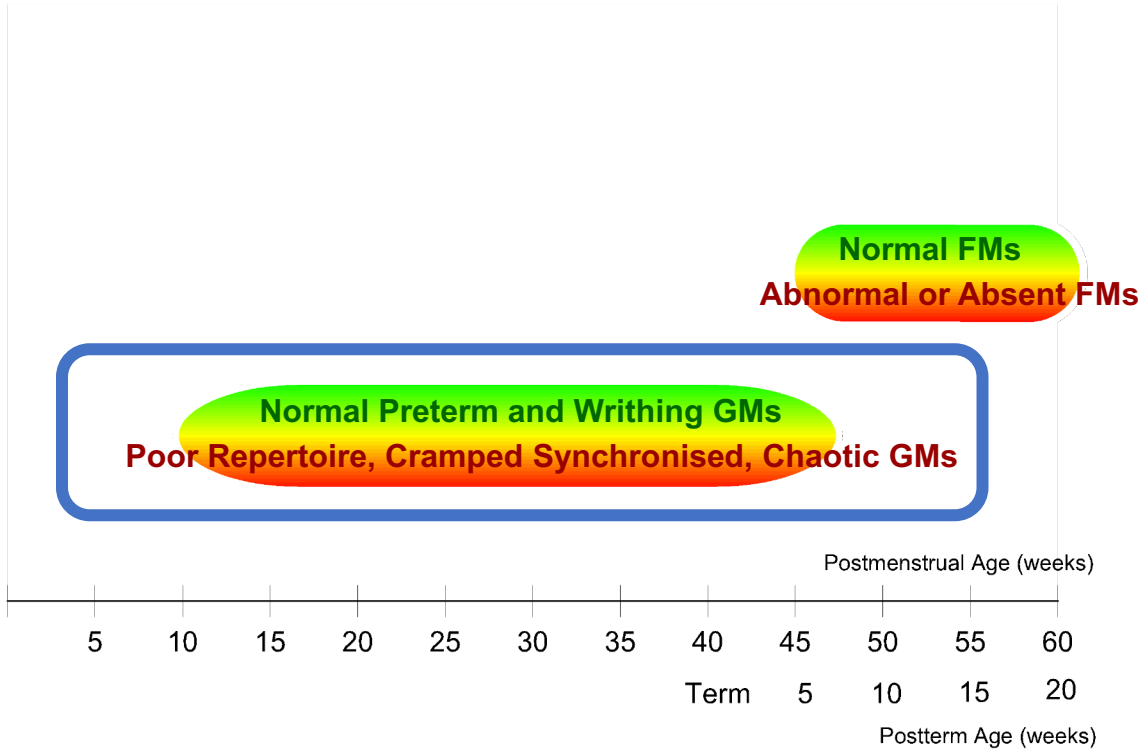 Normal FMs
Abnormal or Absent FMs
Normal Preterm and Writhing GMs
Poor Repertoire, Cramped Synchronised, Chaotic GMs
Postmenstrual Age (weeks)
5 10 15 20 25 30 35 40 45 50 55 60
Term 5 10 15 20
Postterm Age (weeks)